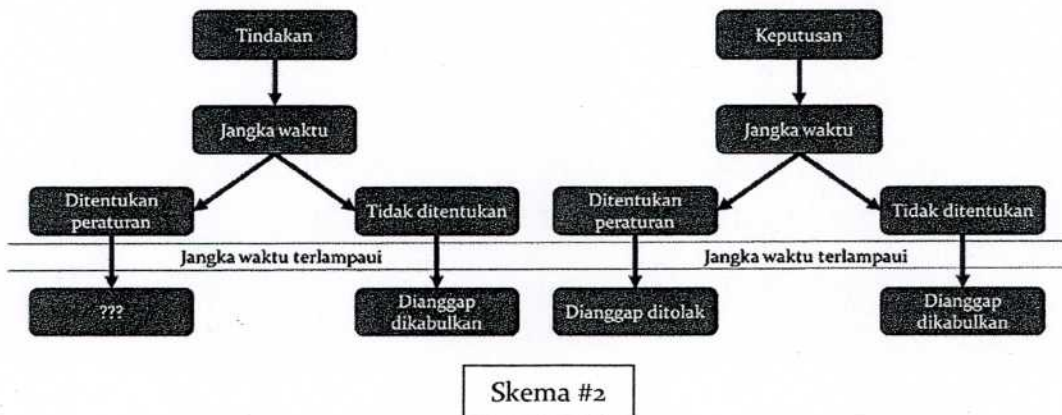 Tindakan
Keputusan
Jangka waktu
Jangka waktu
Ditentukan
peraturan
Tidak ditentukan
Ditentukan
peraturan
Tidak ditentukan
Jangka waktu terlampaui
Jangka waktu terlampaui
???
Dianggap
dikabulkan
Dianggap ditolak
Dianggap
dikabulkan
Skema #2